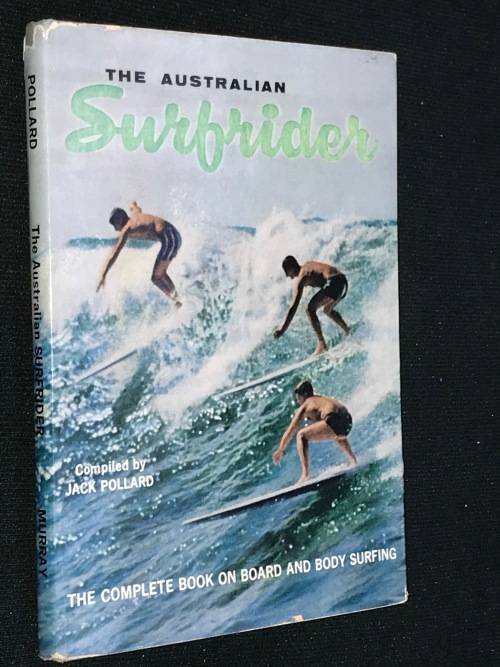 THE AUSTRALIAN
Surfrider
Compiled by
JACK POLLARD
THE COMPLETE BOOK ON BOARD AND BODY SURFING
POLLARD
The Australian SURFRIDER
MURRAY